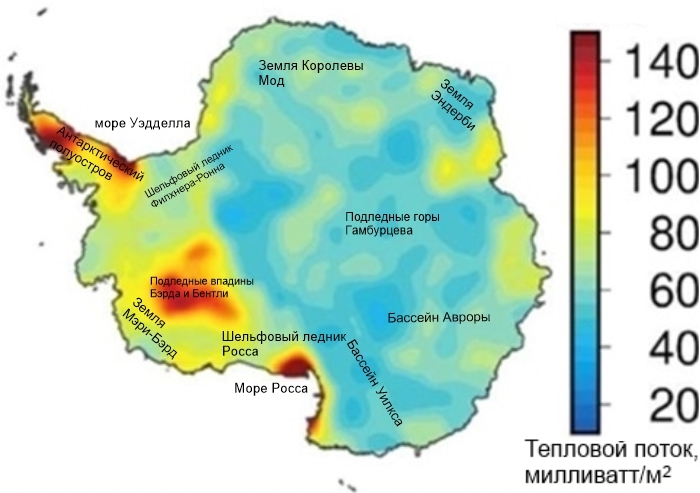 Земля Королевы
Мод
Земля
Эндерби
море Уэдделла
Антарктический
полуостров
Шельфовый ледник
Филхнера-Ронна
Подледные горы
Гамбурцева
Подледные впадины
Бэрда и Бентли
Земля
Мэри-Бэрд
Шельфовый ледник
Росса
Море Росса
Бассейн Авроры
Бассейн Уилкса
140
120
100
80
60
40
20
Тепловой поток,
милливатт/м²